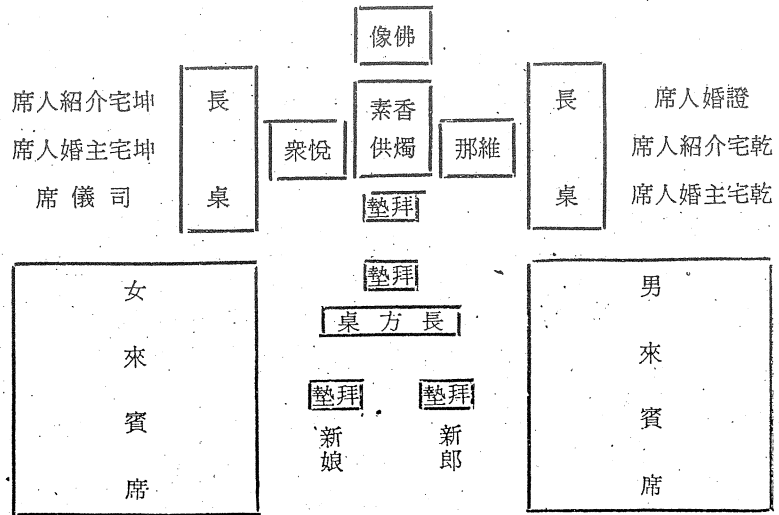 佛像
證婚人席
乾宅介紹人席
乾宅主婚人席
長桌
維那
香燭
素供
悅衆
長桌
坤宅介紹人席
坤宅主婚人席
司儀席
拜墊
拜墊
長方桌
拜墊
拜墊
新郎
新娘
男來賓席
女來賓席